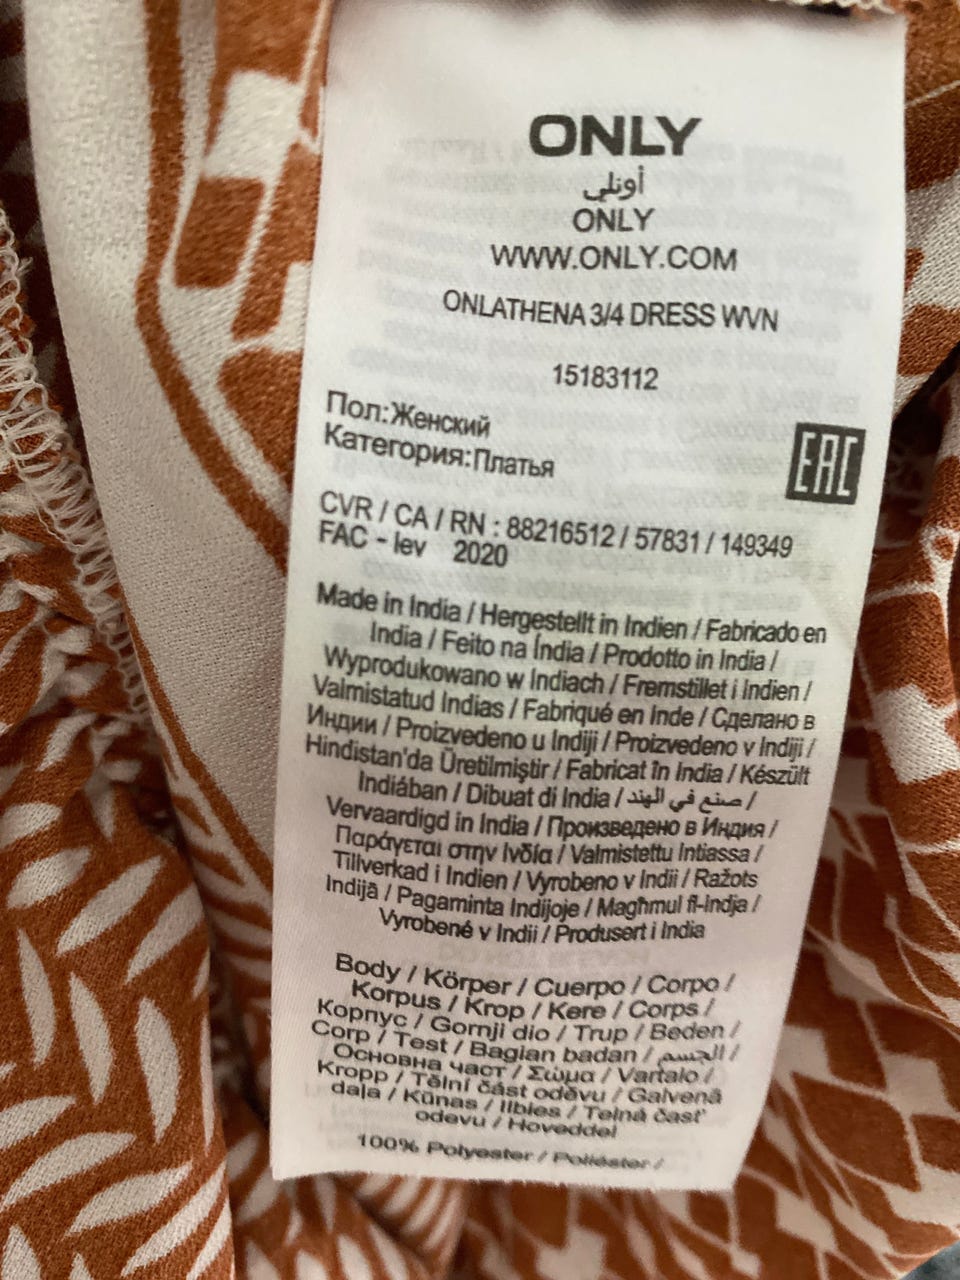 ONLY
أونلي
ONLY
WWW.ONLY.COM
ONLATHENA 3/4 DRESS WVN
15183112
Пол:Женский
Категория:Платья
EAC
CVR / CA / RN : 88216512 / 57831 / 149349
FAC - lev 2020
Made in India / Hergestellt in Indien / Fabricado en
India / Feito na Índia / Prodotto in India /
Wyprodukowano w Indiach / Fremstillet i Indien /
Valmistatud Indias / Fabriqué en Inde / Сделано в
Индии / Proizvedeno u Indiji / Proizvedeno v Indiji /
Hindistan'da Üretilmiştir / Fabricat în India / Készült
Indiában / Dibuat di India / صنع في الهند /
Vervaardigd in India / Произведено в Индия /
Παράγεται στην Ινδία / Valmistettu Intiassa /
Tillverkad i Indien / Vyrobeno v Indii / Ražots
Indijā / Pagaminta Indijoje / Magħmul fl-Indja /
Vyrobené v Indii / Produsert i India
Body / Körper / Cuerpo / Corpo /
Korpus / Krop / Kere / Corps /
Корпус / Gornji dio / Trup / Beden /
Corp / Test / Bagian badan / الجسم /
Основна част / Σώμα / Vartalo /
Kropp / Tělní část oděvu / Galvenā
daļa / Kūnas / Ilbies / Telná časť
odevu / Hoveddel
100% Polyester / Poliéster /